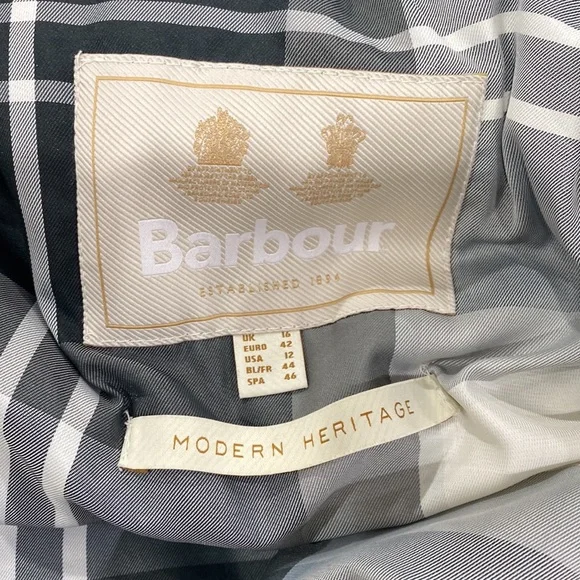 Barbour
ESTABLISHED 1894
UK 16
EURO 42
USA 12
BL/FR 44
SPA 46
MODERN HERITAGE